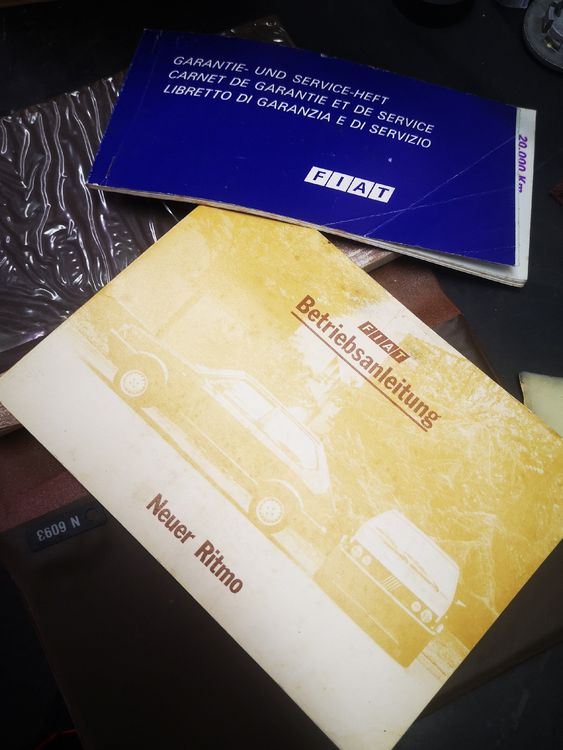 GARANTIE- UND SERVICE-HEFT
CARNET DE GARANTIE ET DE SERVICE
LIBRETTO DI GARANZIA E DI SERVIZIO
FIAT
20.000 Km
FIAT
Betriebsanleitung
Neuer Ritmo
N 6093